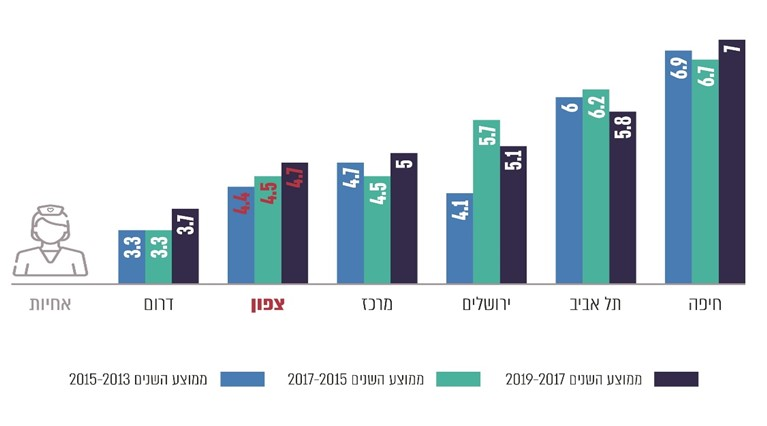 6.9
6.7
7
6
6.2
5.8
4.1
5.7
5.1
4.7
4.5
5
4.4
4.5
4.7
3.3
3.3
3.7
חיפה
תל אביב
ירושלים
מרכז
צפון
דרום
אחיות
ממוצע השנים 2019-2017
ממוצע השנים 2017-2015
ממוצע השנים 2015-2013